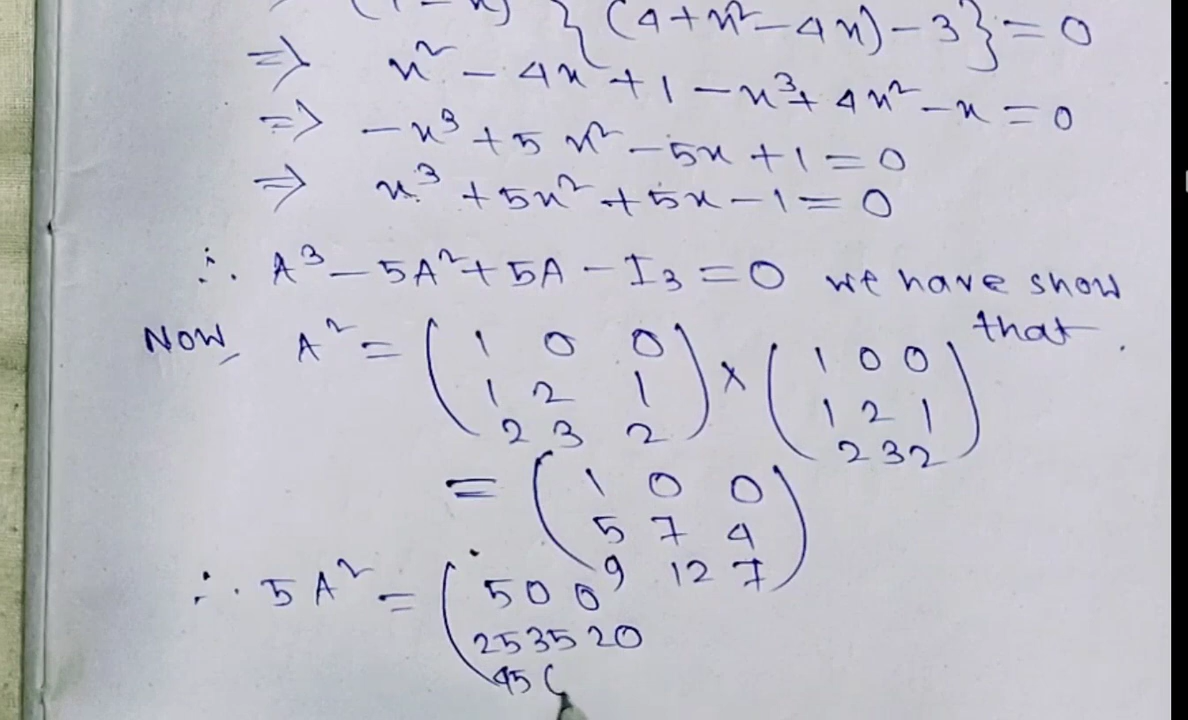 (1-x) {(4+x²-4x)-3}=0
⇒ x²-4x+1-x³+4x²-x=0
⇒ -x³+5x²-5x+1=0
⇒ x³+5x²+5x-1=0
∴ A³-5A²+5A-I₃=0 we have show that.
Now, A² = ( 1 0 0 ) × ( 1 0 0 )
1 2 1 1 2 1
2 3 2 2 3 2
= ( 1 0 0 )
5 7 4
9 12 7
∴ 5A² = ( 5 0 0
25 35 20
45